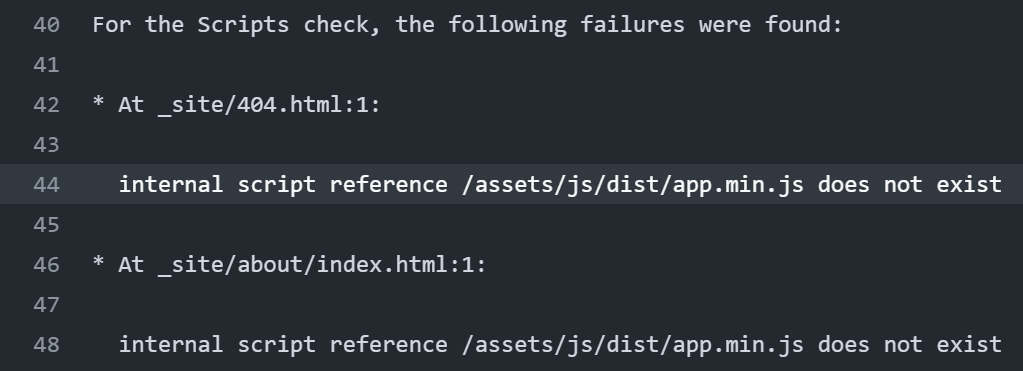 40 For the Scripts check, the following failures were found:
41
42 * At _site/404.html:1:
43
44 internal script reference /assets/js/dist/app.min.js does not exist
45
46 * At _site/about/index.html:1:
47
48 internal script reference /assets/js/dist/app.min.js does not exist